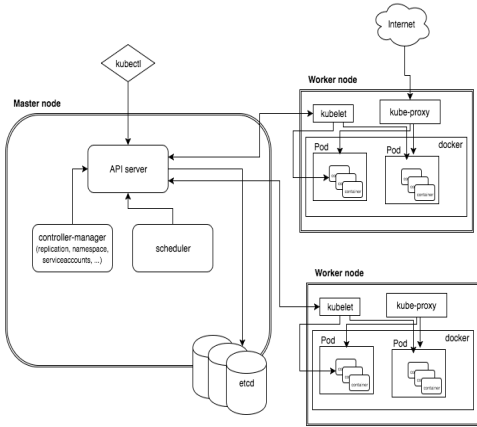 Internet
kubectl
Worker node
Master node
kubelet
kube-proxy
docker
Pod
Pod
container
container
API server
controller-manager
(replication, namespace,
serviceaccounts, ...)
scheduler
Worker node
kubelet
kube-proxy
docker
Pod
Pod
container
container
etcd